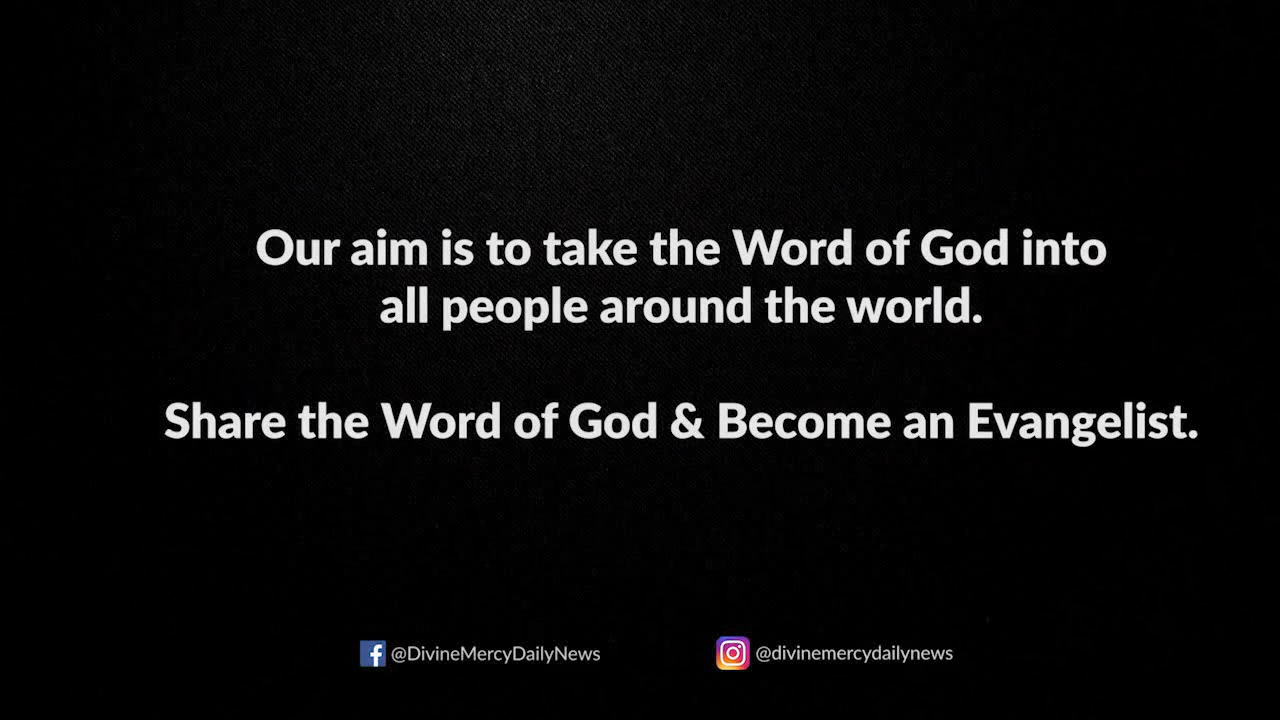 Our aim is to take the Word of God into
all people around the world.
Share the Word of God & Become an Evangelist.
@DivineMercyDailyNews
@divinemercydailynews